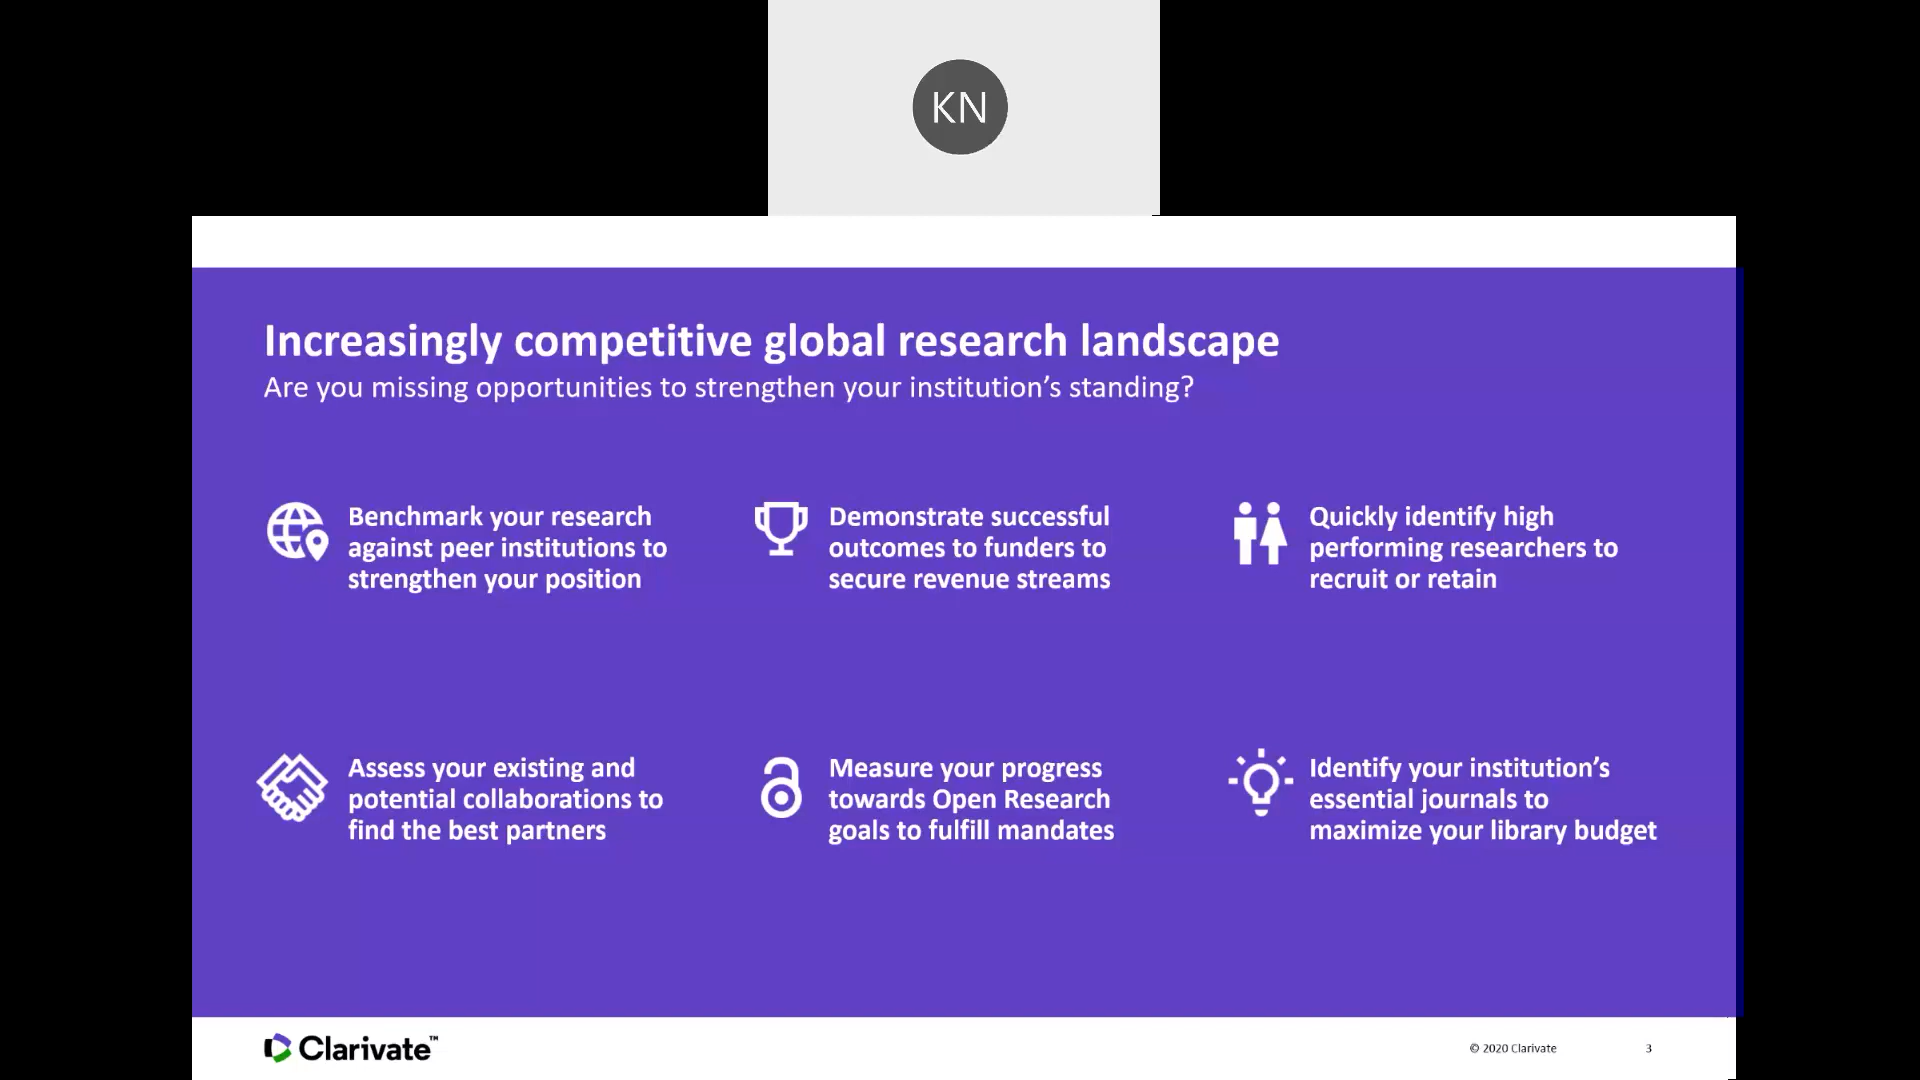 KN
Increasingly competitive global research landscape
Are you missing opportunities to strengthen your institution's standing?
Benchmark your research
against peer institutions to
strengthen your position
Demonstrate successful
outcomes to funders to
secure revenue streams
Quickly identify high
performing researchers to
recruit or retain
Assess your existing and
potential collaborations to
find the best partners
Measure your progress
towards Open Research
goals to fulfill mandates
Identify your institution's
essential journals to
maximize your library budget
Clarivate™
© 2020 Clarivate
3